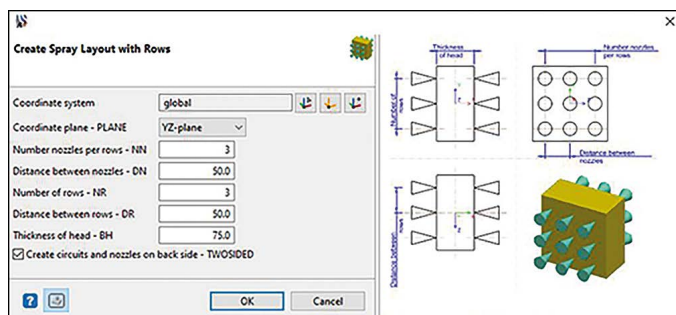 Create Spray Layout with Rows
Coordinate system
global
Coordinate plane - PLANE
YZ-plane
Number nozzles per rows - NN
3
Distance between nozzles - DN
50.0
Number of rows - NR
3
Distance between rows - DR
50.0
Thickness of head - BH
75.0
Create circuits and nozzles on back side - TWOSIDED
OK
Cancel
Thickness
of head
Number nozzles
per rows
Number of
rows
Distance between
nozzles
Distance between
rows